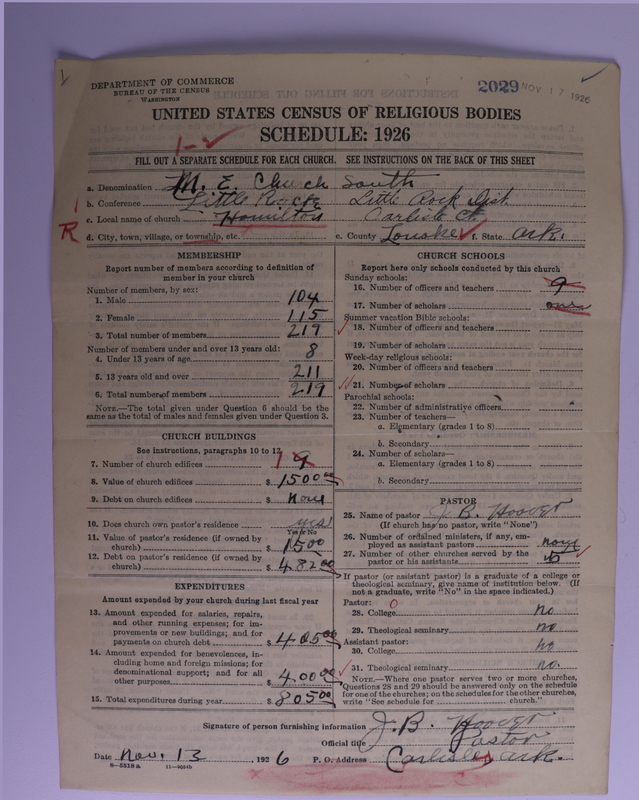 DEPARTMENT OF COMMERCE
BUREAU OF THE CENSUS
WASHINGTON
2029 NOV 17 1926
UNITED STATES CENSUS OF RELIGIOUS BODIES
SCHEDULE: 1926
1-2
FILL OUT A SEPARATE SCHEDULE FOR EACH CHURCH. SEE INSTRUCTIONS ON THE BACK OF THIS SHEET
a. Denomination M. E. Church South
b. Conference Little Rock Little Rock Dist.
c. Local name of church Hamilton Carlisle Ct.
R
d. City, town, village, or township, etc. e. County Lonoke f. State Ark.
MEMBERSHIP
Report number of members according to definition of
member in your church
Number of members, by sex:
1. Male 104
2. Female 115
3. Total number of members 219
Number of members under and over 13 years old:
4. Under 13 years of age 8
5. 13 years old and over 211
6. Total number of members 219
NOTE.—The total given under Question 6 should be the
same as the total of males and females given under Question 3.
CHURCH BUILDINGS
See instructions, paragraphs 10 to 12
7. Number of church edifices 1
8. Value of church edifices $ 1500 00
9. Debt on church edifices $ none
10. Does church own pastor's residence yes
Yes or No
11. Value of pastor's residence (if owned by
church) $ 1500
12. Debt on pastor's residence (if owned by
church) $ 482 00
EXPENDITURES
Amount expended by your church during last fiscal year
13. Amount expended for salaries, repairs,
and other running expenses; for im-
provements or new buildings; and for
payments on church debt $ 405 00
14. Amount expended for benevolences, in-
cluding home and foreign missions; for
denominational support; and for all
other purposes $ 400 00
15. Total expenditures during year $ 805 00
CHURCH SCHOOLS
Report here only schools conducted by this church
Sunday schools:
16. Number of officers and teachers 9
17. Number of scholars
Summer vacation Bible schools:
18. Number of officers and teachers
19. Number of scholars
Week-day religious schools:
20. Number of officers and teachers
21. Number of scholars
Parochial schools:
22. Number of administrative officers
23. Number of teachers—
a. Elementary (grades 1 to 8)
b. Secondary
24. Number of scholars—
a. Elementary (grades 1 to 8)
b. Secondary
PASTOR
25. Name of pastor J. B. Hoover
(If church has no pastor, write "None")
26. Number of ordained ministers, if any, em-
ployed as assistant pastors none
27. Number of other churches served by the
pastor or his assistants 5
If pastor (or assistant pastor) is a graduate of a college or
theological seminary, give name of institution below. (If
not a graduate, write "No" in the space indicated.)
Pastor: 0
28. College no
29. Theological seminary no
Assistant pastor:
30. College no
31. Theological seminary no.
NOTE.—Where one pastor serves two or more churches,
Questions 28 and 29 should be answered only on the schedule
for one of the churches; on the schedules for the other churches,
write "See schedule for church."
Signature of person furnishing information J. B. Hoover
Official title Pastor
Date Nov. 13, 1926 P. O. Address Carlisle, Ark.
8-5518a 11-9051b